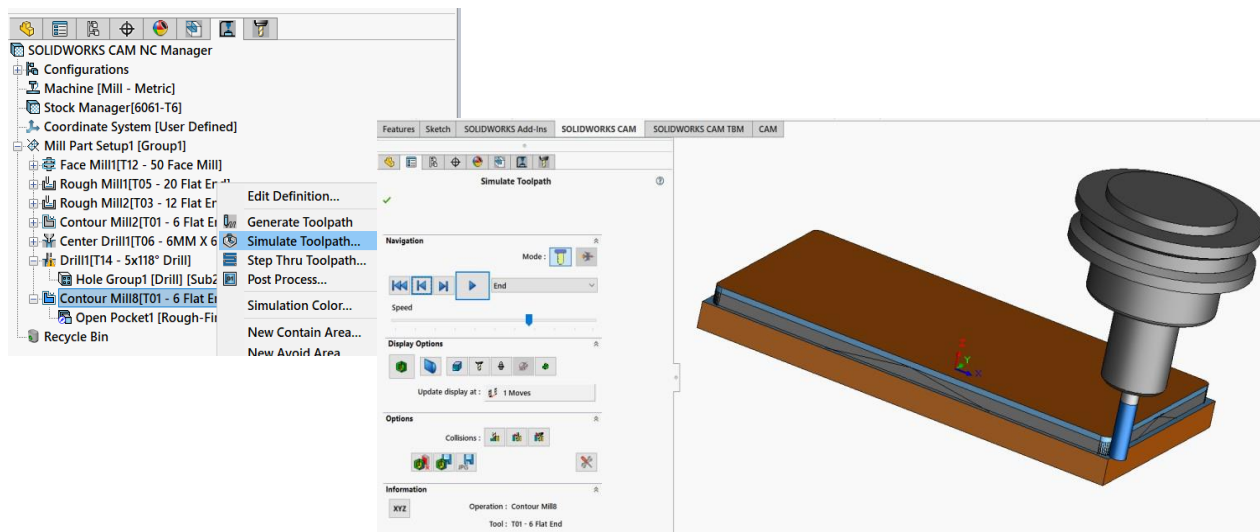 SOLIDWORKS CAM NC Manager
Configurations
Machine [Mill - Metric]
Stock Manager[6061-T6]
Coordinate System [User Defined]
Mill Part Setup1 [Group1]
Face Mill1[T12 - 50 Face Mill]
Rough Mill1[T05 - 20 Flat End]
Rough Mill2[T03 - 12 Flat En
Contour Mill2[T01 - 6 Flat En
Center Drill1[T06 - 6MM X 6
Drill1[T14 - 5x118° Drill]
Hole Group1 [Drill] [Sub2
Contour Mill8[T01 - 6 Flat En
Open Pocket1 [Rough-Fin
Recycle Bin
Edit Definition...
Generate Toolpath
Simulate Toolpath...
Step Thru Toolpath...
Post Process...
Simulation Color...
New Contain Area...
New Avoid Area
Features Sketch SOLIDWORKS Add-Ins SOLIDWORKS CAM SOLIDWORKS CAM TBM CAM
Simulate Toolpath
Navigation
Mode :
End
Speed
Display Options
Update display at : 1 Moves
Options
Collisions :
Information
XYZ Operation : Contour Mill8
Tool : T01 - 6 Flat End
Z
Y
X